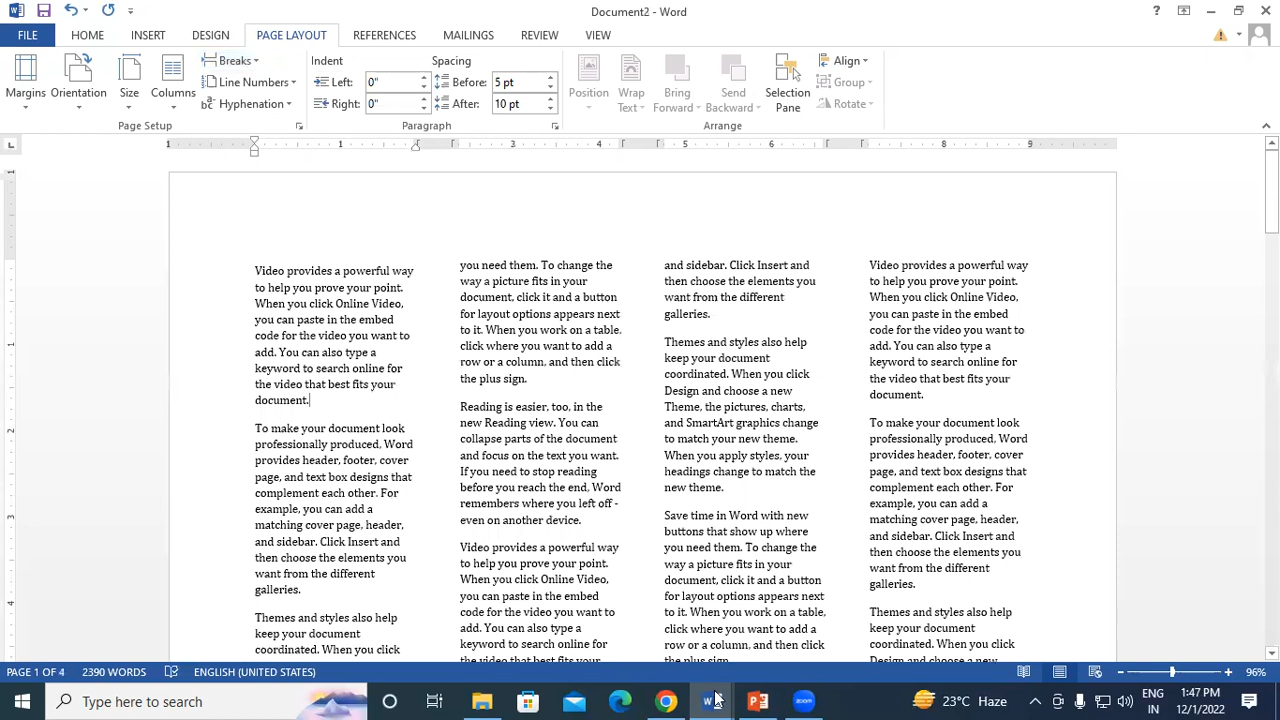 Document2 - Word
FILE HOME INSERT DESIGN PAGE LAYOUT REFERENCES MAILINGS REVIEW VIEW
Margins
Orientation
Size
Columns
Breaks
Line Numbers
Hyphenation
Page Setup
Indent
Left: 0"
Right: 0"
Spacing
Before: 5 pt
After: 10 pt
Paragraph
Position
Wrap
Text
Bring
Forward
Send
Backward
Selection
Pane
Align
Group
Rotate
Arrange
1 1 3 4 5 6 8 9
1
1
2
3
4
Video provides a powerful way
to help you prove your point.
When you click Online Video,
you can paste in the embed
code for the video you want to
add. You can also type a
keyword to search online for
the video that best fits your
document.
To make your document look
professionally produced, Word
provides header, footer, cover
page, and text box designs that
complement each other. For
example, you can add a
matching cover page, header,
and sidebar. Click Insert and
then choose the elements you
want from the different
galleries.
Themes and styles also help
keep your document
coordinated. When you click
you need them. To change the
way a picture fits in your
document, click it and a button
for layout options appears next
to it. When you work on a table,
click where you want to add a
row or a column, and then click
the plus sign.
Reading is easier, too, in the
new Reading view. You can
collapse parts of the document
and focus on the text you want.
If you need to stop reading
before you reach the end, Word
remembers where you left off -
even on another device.
Video provides a powerful way
to help you prove your point.
When you click Online Video,
you can paste in the embed
code for the video you want to
add. You can also type a
keyword to search online for
the video that best fits your
and sidebar. Click Insert and
then choose the elements you
want from the different
galleries.
Themes and styles also help
keep your document
coordinated. When you click
Design and choose a new
Theme, the pictures, charts,
and SmartArt graphics change
to match your new theme.
When you apply styles, your
headings change to match the
new theme.
Save time in Word with new
buttons that show up where
you need them. To change the
way a picture fits in your
document, click it and a button
for layout options appears next
to it. When you work on a table,
click where you want to add a
row or a column, and then click
the plus sign.
Video provides a powerful way
to help you prove your point.
When you click Online Video,
you can paste in the embed
code for the video you want to
add. You can also type a
keyword to search online for
the video that best fits your
document.
To make your document look
professionally produced, Word
provides header, footer, cover
page, and text box designs that
complement each other. For
example, you can add a
matching cover page, header,
and sidebar. Click Insert and
then choose the elements you
want from the different
galleries.
Themes and styles also help
keep your document
coordinated. When you click
Design and choose a new
PAGE 1 OF 4 2390 WORDS ENGLISH (UNITED STATES) 96%
Type here to search
zoom
23°C Haze
ENG
IN
1:47 PM
12/1/2022